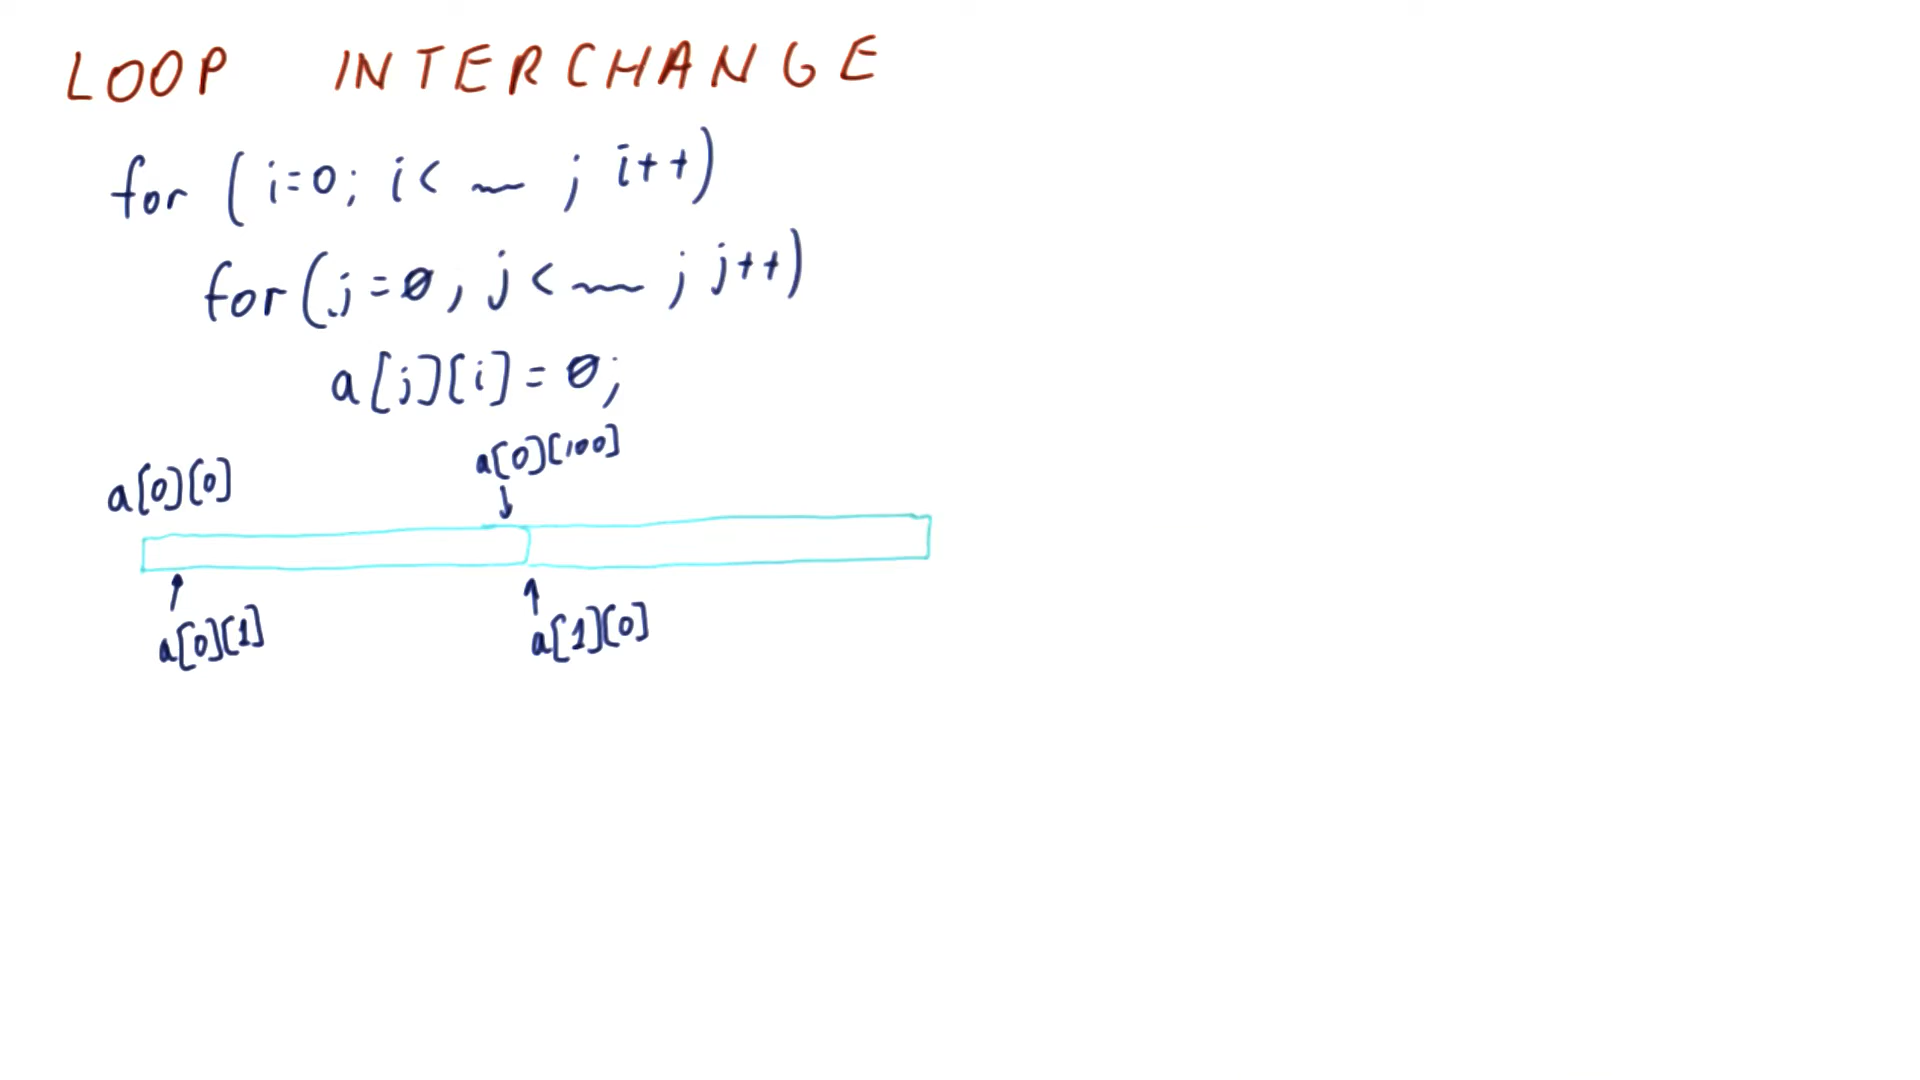 LOOP INTERCHANGE
for (i=0; i< ; i++)
for (j=0, j< ; j++)
a[j][i]=0;
a[0][0]
a[0][100]
a[0][1]
a[1][0]